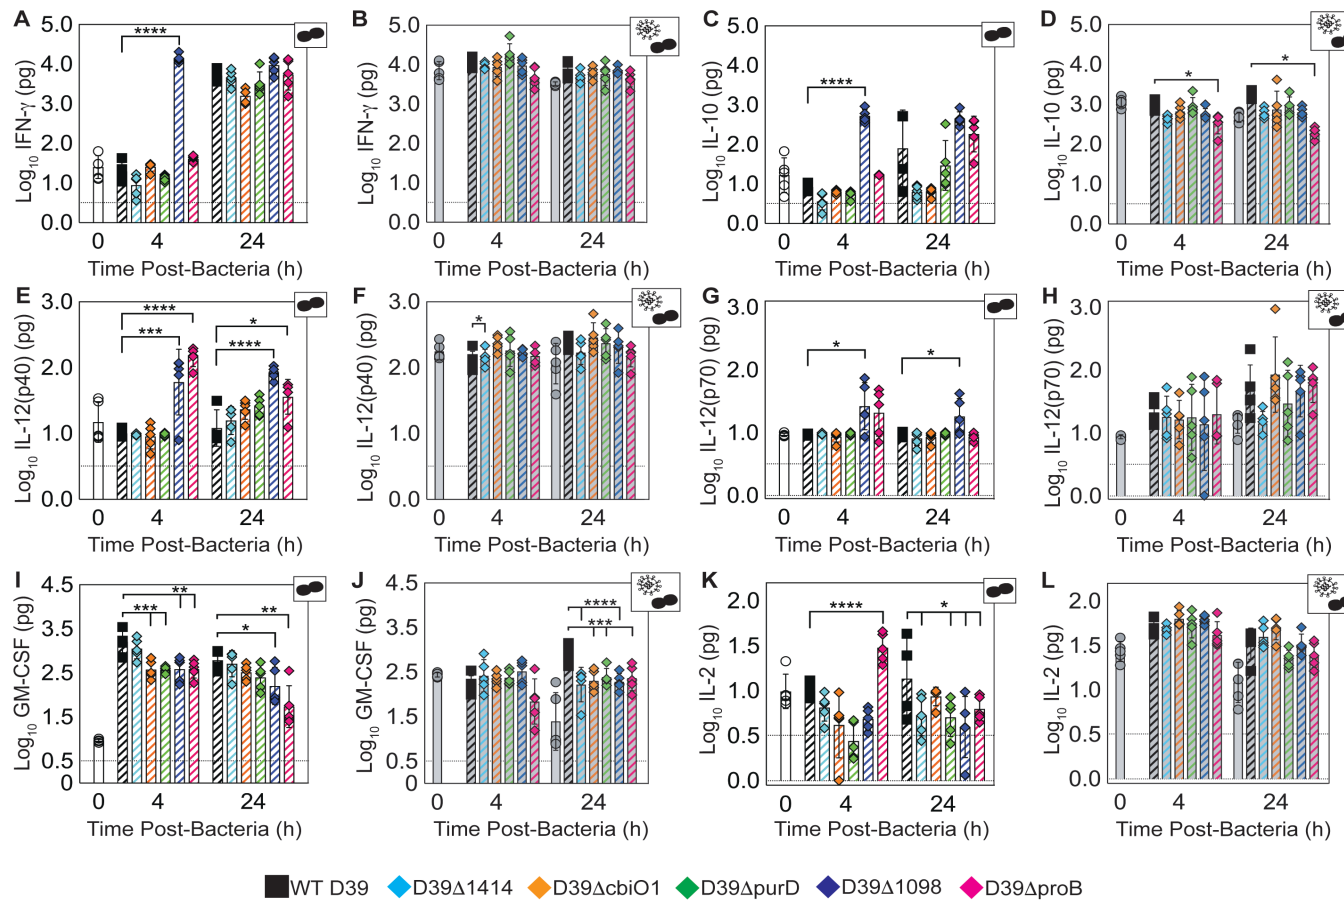 A
Log10 IFN-γ (pg)
5.0
4.0
3.0
2.0
1.0
0.0
****
0 4 24
Time Post-Bacteria (h)
B
Log10 IFN-γ (pg)
5.0
4.0
3.0
2.0
1.0
0.0
0 4 24
Time Post-Bacteria (h)
C
Log10 IL-10 (pg)
5.0
4.0
3.0
2.0
1.0
0.0
****
0 4 24
Time Post-Bacteria (h)
D
Log10 IL-10 (pg)
5.0
4.0
3.0
2.0
1.0
0.0
* *
0 4 24
Time Post-Bacteria (h)
E
Log10 IL-12(p40) (pg)
3.0
2.0
1.0
0.0
**** *
*** ****
0 4 24
Time Post-Bacteria (h)
F
Log10 IL-12(p40) (pg)
3.0
2.0
1.0
0.0
*
0 4 24
Time Post-Bacteria (h)
G
Log10 IL-12(p70) (pg)
3.0
2.0
1.0
0.0
* *
0 4 24
Time Post-Bacteria (h)
H
Log10 IL-12(p70) (pg)
3.0
2.0
1.0
0.0
0 4 24
Time Post-Bacteria (h)
I
Log10 GM-CSF (pg)
4.5
3.5
2.5
1.5
0.5
0
** **
*** *
0 4 24
Time Post-Bacteria (h)
J
Log10 GM-CSF (pg)
4.5
3.5
2.5
1.5
0.5
0
****
***
0 4 24
Time Post-Bacteria (h)
K
Log10 IL-2 (pg)
2.0
1.5
1.0
0.5
0.0
**** *
0 4 24
Time Post-Bacteria (h)
L
Log10 IL-2 (pg)
2.0
1.5
1.0
0.5
0.0
0 4 24
Time Post-Bacteria (h)
WT D39 D39Δ1414 D39ΔcbiO1 D39ΔpurD D39Δ1098 D39ΔproB